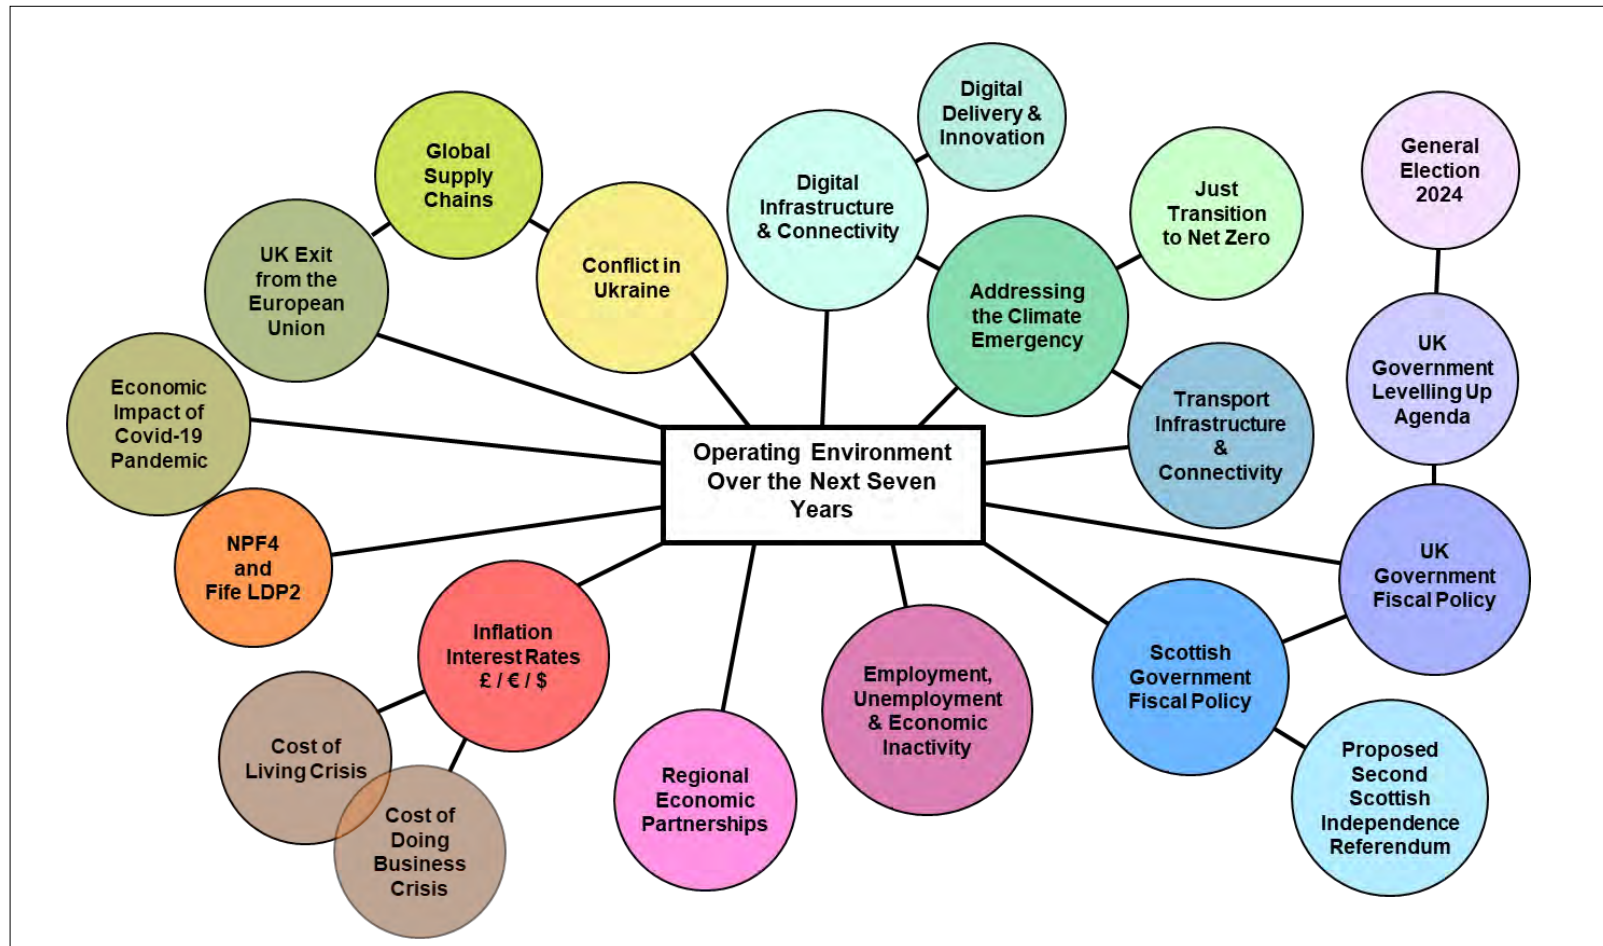 Digital
Delivery &
Innovation
Global
Supply
Chains
General
Election
2024
Digital
Infrastructure
& Connectivity
Just
Transition
to Net Zero
UK Exit
from the
European
Union
Conflict in
Ukraine
Addressing
the Climate
Emergency
UK
Government
Levelling Up
Agenda
Economic
Impact of
Covid-19
Pandemic
Transport
Infrastructure
&
Connectivity
Operating Environment
Over the Next Seven
Years
NPF4
and
Fife LDP2
UK
Government
Fiscal Policy
Inflation
Interest Rates
£ / € / $
Employment,
Unemployment
& Economic
Inactivity
Scottish
Government
Fiscal Policy
Cost of
Living Crisis
Regional
Economic
Partnerships
Proposed
Second
Scottish
Independence
Referendum
Cost of
Doing
Business
Crisis